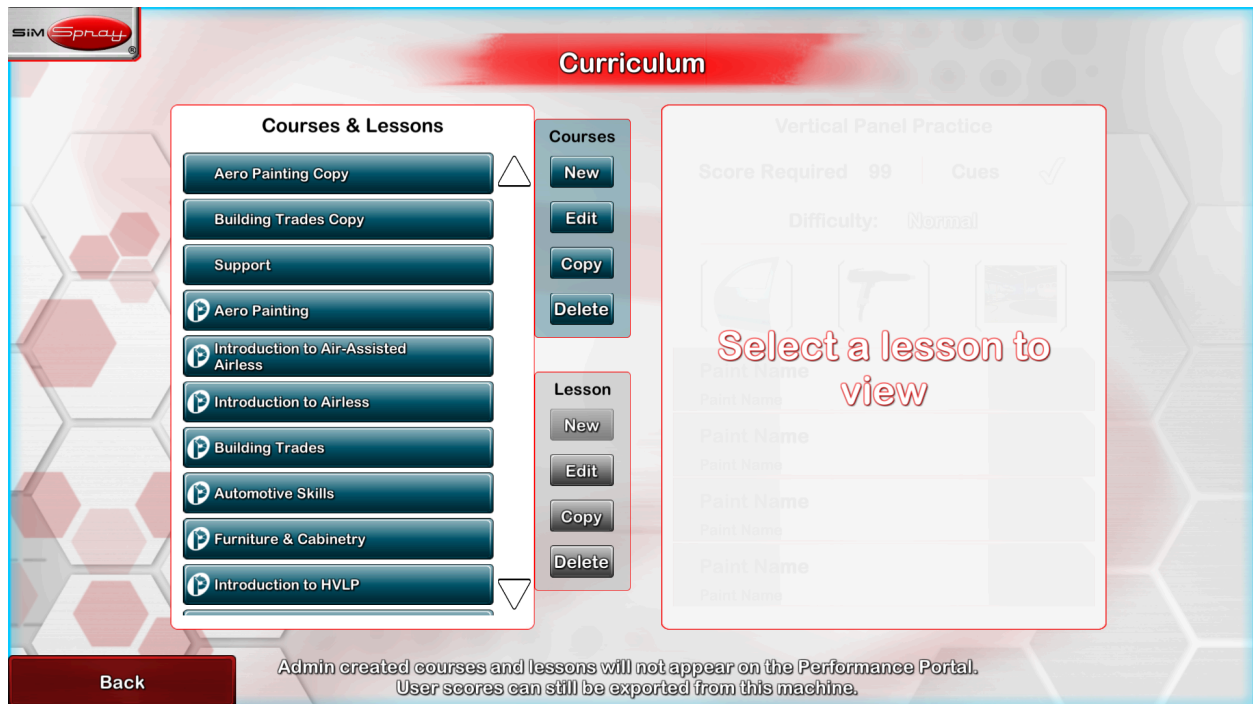 SIM Spray®
Curriculum
Courses & Lessons
Aero Painting Copy
Building Trades Copy
Support
Aero Painting
Introduction to Air-Assisted
Airless
Introduction to Airless
Building Trades
Automotive Skills
Furniture & Cabinetry
Introduction to HVLP
Courses
New
Edit
Copy
Delete
Lesson
New
Edit
Copy
Delete
Vertical Panel Practice
Score Required 99 Cues
Difficulty: Normal
Select a lesson to
view
Paint Name
Paint Name
Paint Name
Paint Name
Paint Name
Paint Name
Paint Name
Paint Name
Back
Admin created courses and lessons will not appear on the Performance Portal.
User scores can still be exported from this machine.